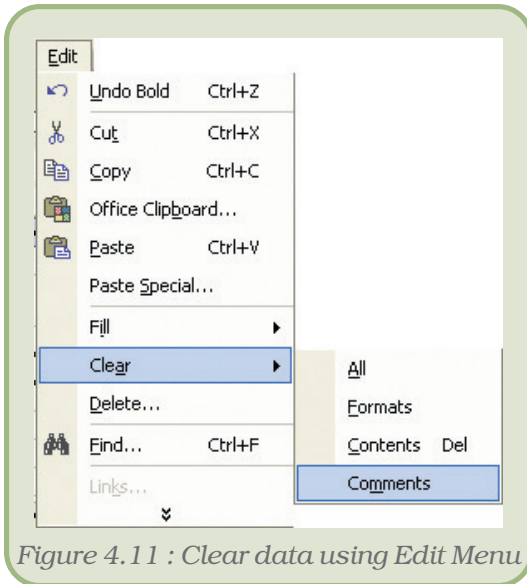 Edit
Undo Bold Ctrl+Z
Cut Ctrl+X
Copy Ctrl+C
Office Clipboard...
Paste Ctrl+V
Paste Special...
Fill
Clear
Delete...
Find... Ctrl+F
Links...
All
Formats
Contents Del
Comments
Figure 4.11 : Clear data using Edit Menu